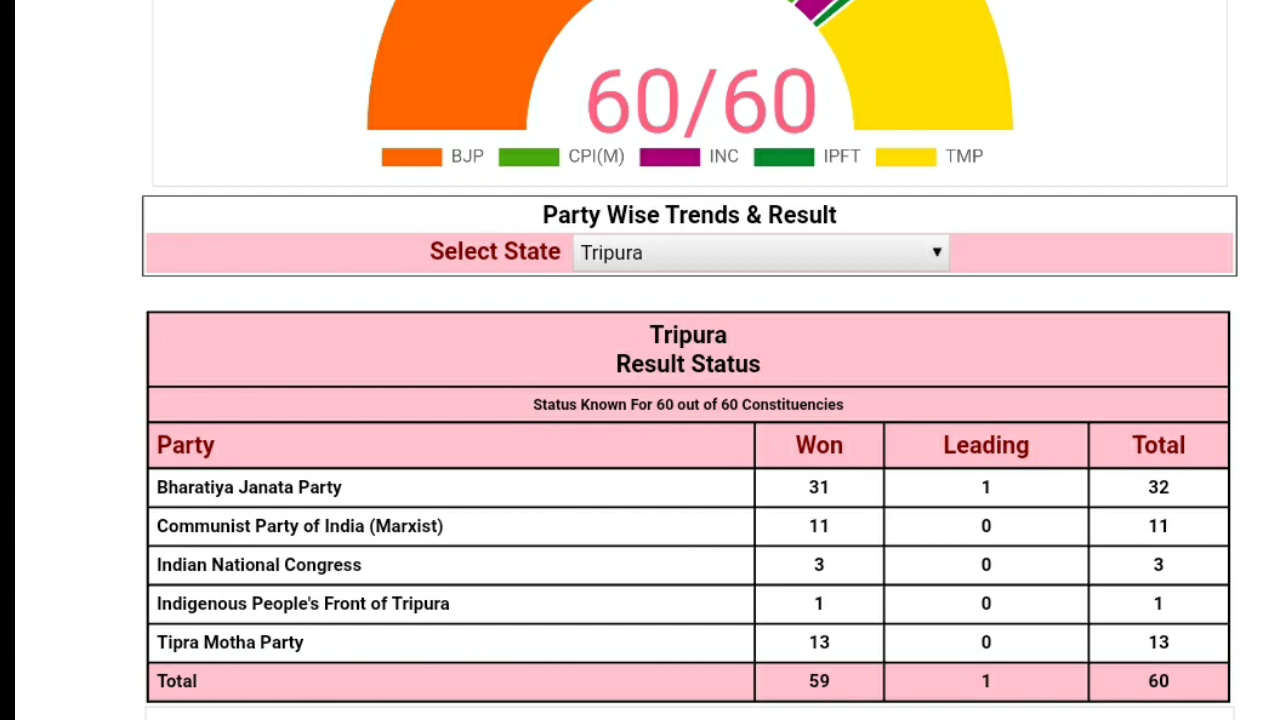 60/60
BJP CPI(M) INC IPFT TMP
Party Wise Trends & Result
Select State Tripura
Tripura
Result Status
Status Known For 60 out of 60 Constituencies
Party Won Leading Total
Bharatiya Janata Party 31 1 32
Communist Party of India (Marxist) 11 0 11
Indian National Congress 3 0 3
Indigenous People's Front of Tripura 1 0 1
Tipra Motha Party 13 0 13
Total 59 1 60